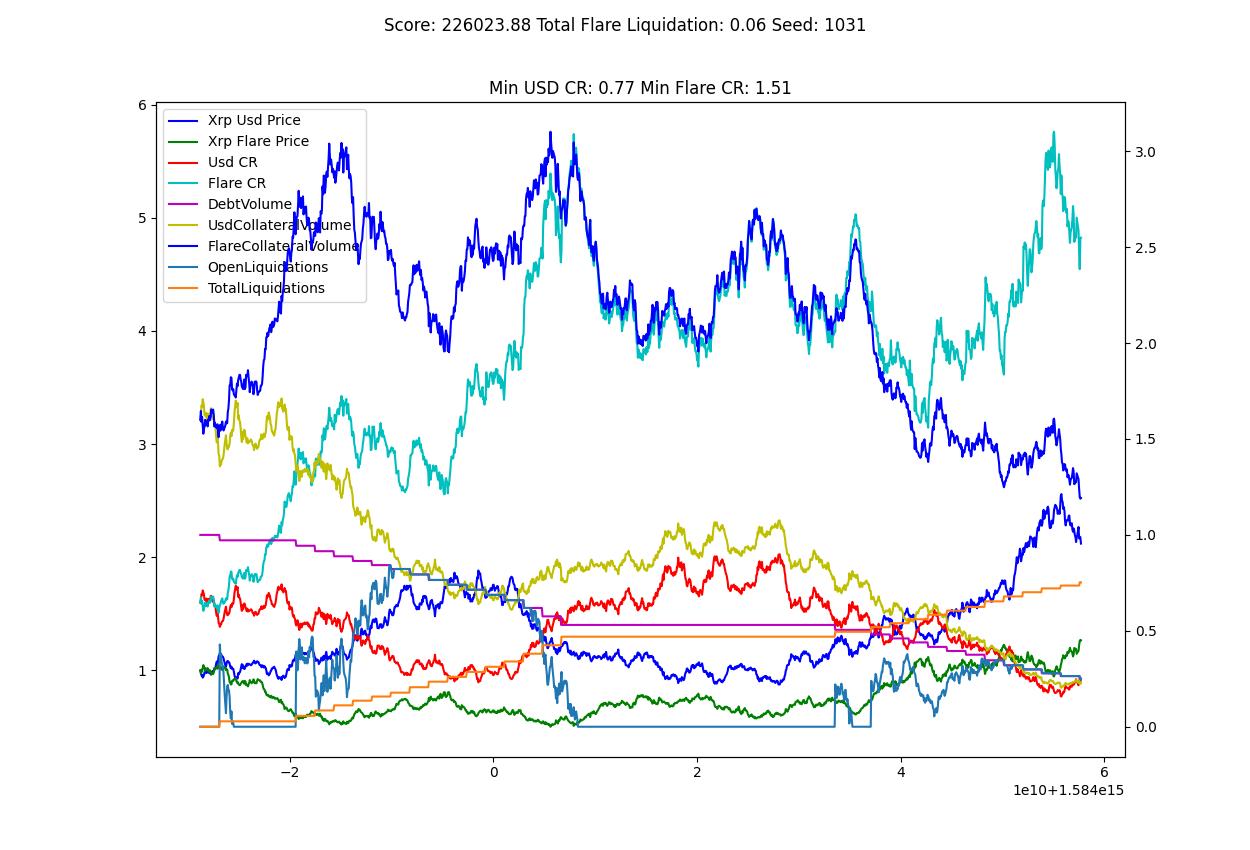 Score: 226023.88 Total Flare Liquidation: 0.06 Seed: 1031
Min USD CR: 0.77 Min Flare CR: 1.51
Xrp Usd Price
Xrp Flare Price
Usd CR
Flare CR
DebtVolume
UsdCollateralVolume
FlareCollateralVolume
OpenLiquidations
TotalLiquidations
6
5
4
3
2
1
3.0
2.5
2.0
1.5
1.0
0.5
0.0
−2
0
2
4
6
1e10+1.584e15